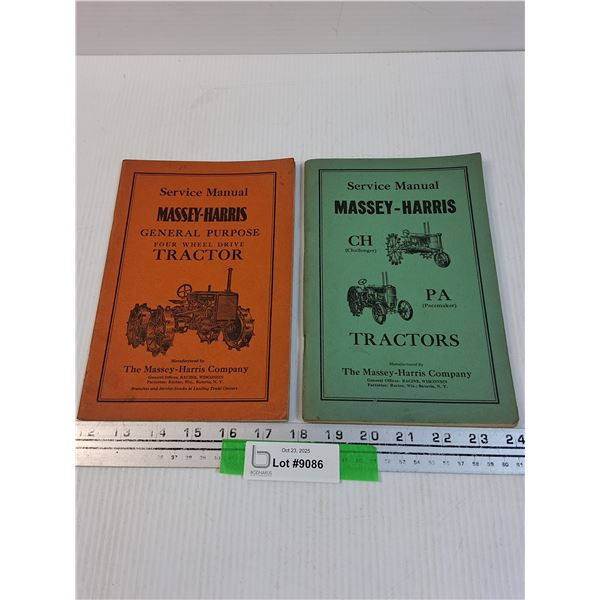 Service Manual
MASSEY-HARRIS
GENERAL PURPOSE
FOUR WHEEL DRIVE
TRACTOR
Manufactured by
The Massey-Harris Company
General Offices, RACINE, WISCONSIN
Factories: Racine, Wis., Batavia, N. Y.
Branches and Service Stocks at Leading Trade Centers
Service Manual
MASSEY-HARRIS
CH
(Challenger)
PA
(Pacemaker)
TRACTORS
Manufactured by
The Massey-Harris Company
General Offices: RACINE, WISCONSIN
Factories: Racine, Wis.; Batavia, N. Y.
12 13 14 15 16 17 18 19 20 21 22 23 24
Oct 23, 2025
Lot #9086
BODNARUS